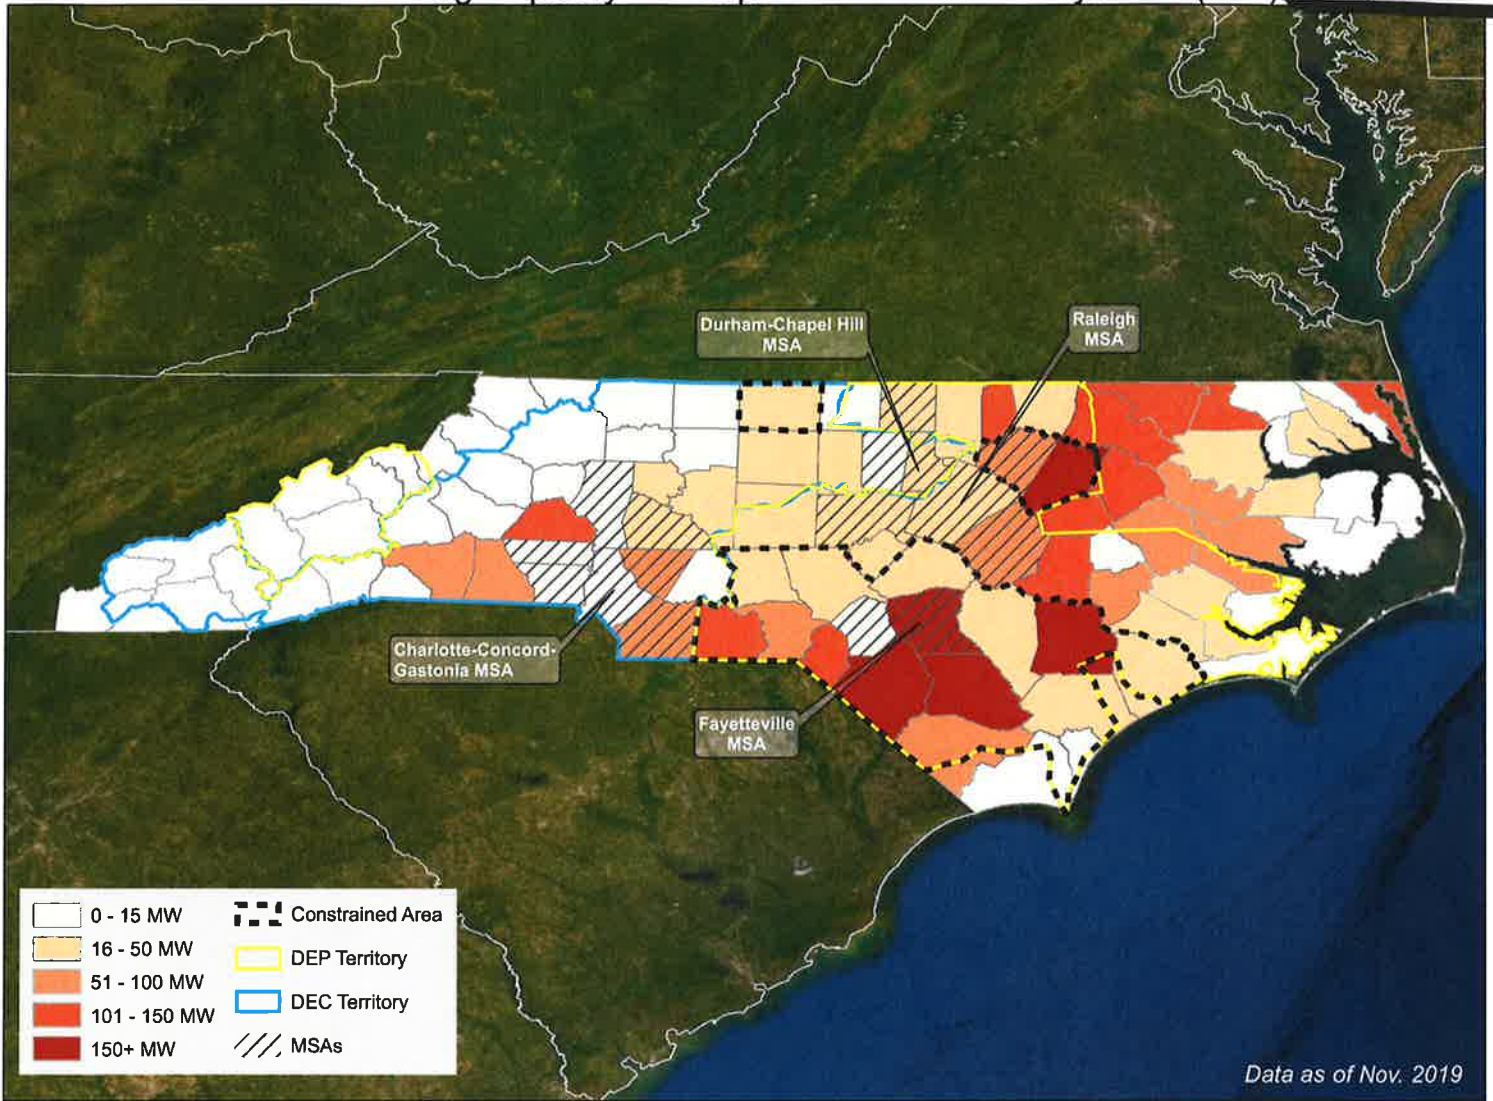 Durham-Chapel Hill
MSA
Raleigh
MSA
Charlotte-Concord-
Gastonia MSA
Fayetteville
MSA
0 - 15 MW
16 - 50 MW
51 - 100 MW
101 - 150 MW
150+ MW
Constrained Area
DEP Territory
DEC Territory
MSAs
Data as of Nov. 2019